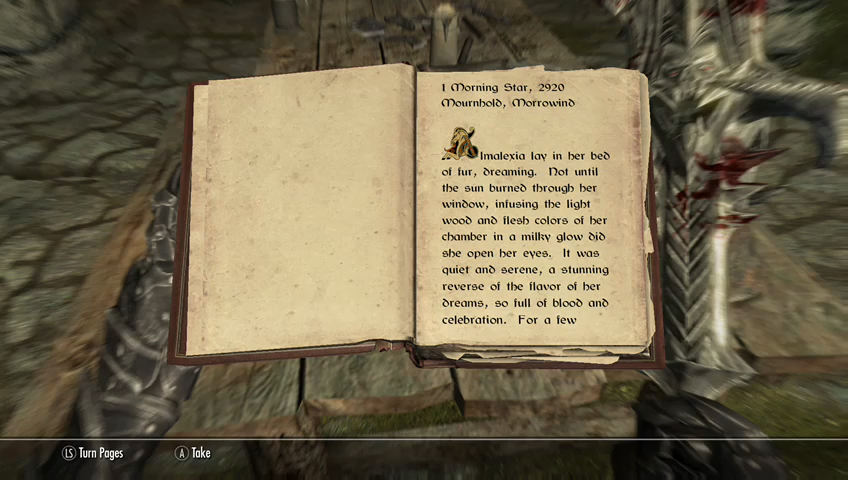 1 Morning Star, 2920
Mournhold, Morrowind
Almalexia lay in her bed
of fur, dreaming. Not until
the sun burned through her
window, infusing the light
wood and flesh colors of her
chamber in a milky glow did
she open her eyes. It was
quiet and serene, a stunning
reverse of the flavor of her
dreams, so full of blood and
celebration. For a few
LS Turn Pages
A Take